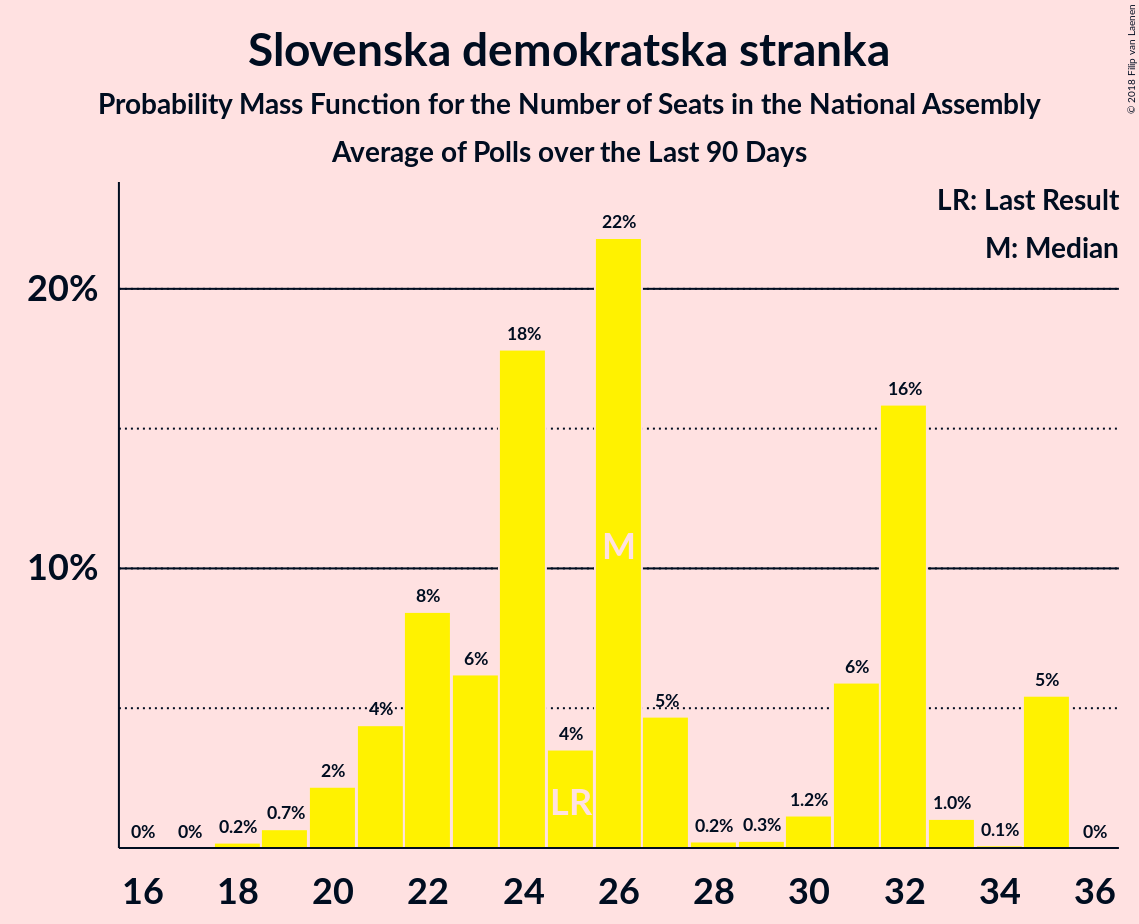 Slovenska demokratska stranka
Probability Mass Function for the Number of Seats in the National Assembly
Average of Polls over the Last 90 Days
© 2018 Filip van Laenen
LR: Last Result
M: Median
20%
10%
0%
0%
0.2%
0.7%
2%
4%
8%
6%
18%
4%
22%
5%
0.2%
0.3%
1.2%
6%
16%
1.0%
0.1%
5%
0%
M
LR
16 18 20 22 24 26 28 30 32 34 36